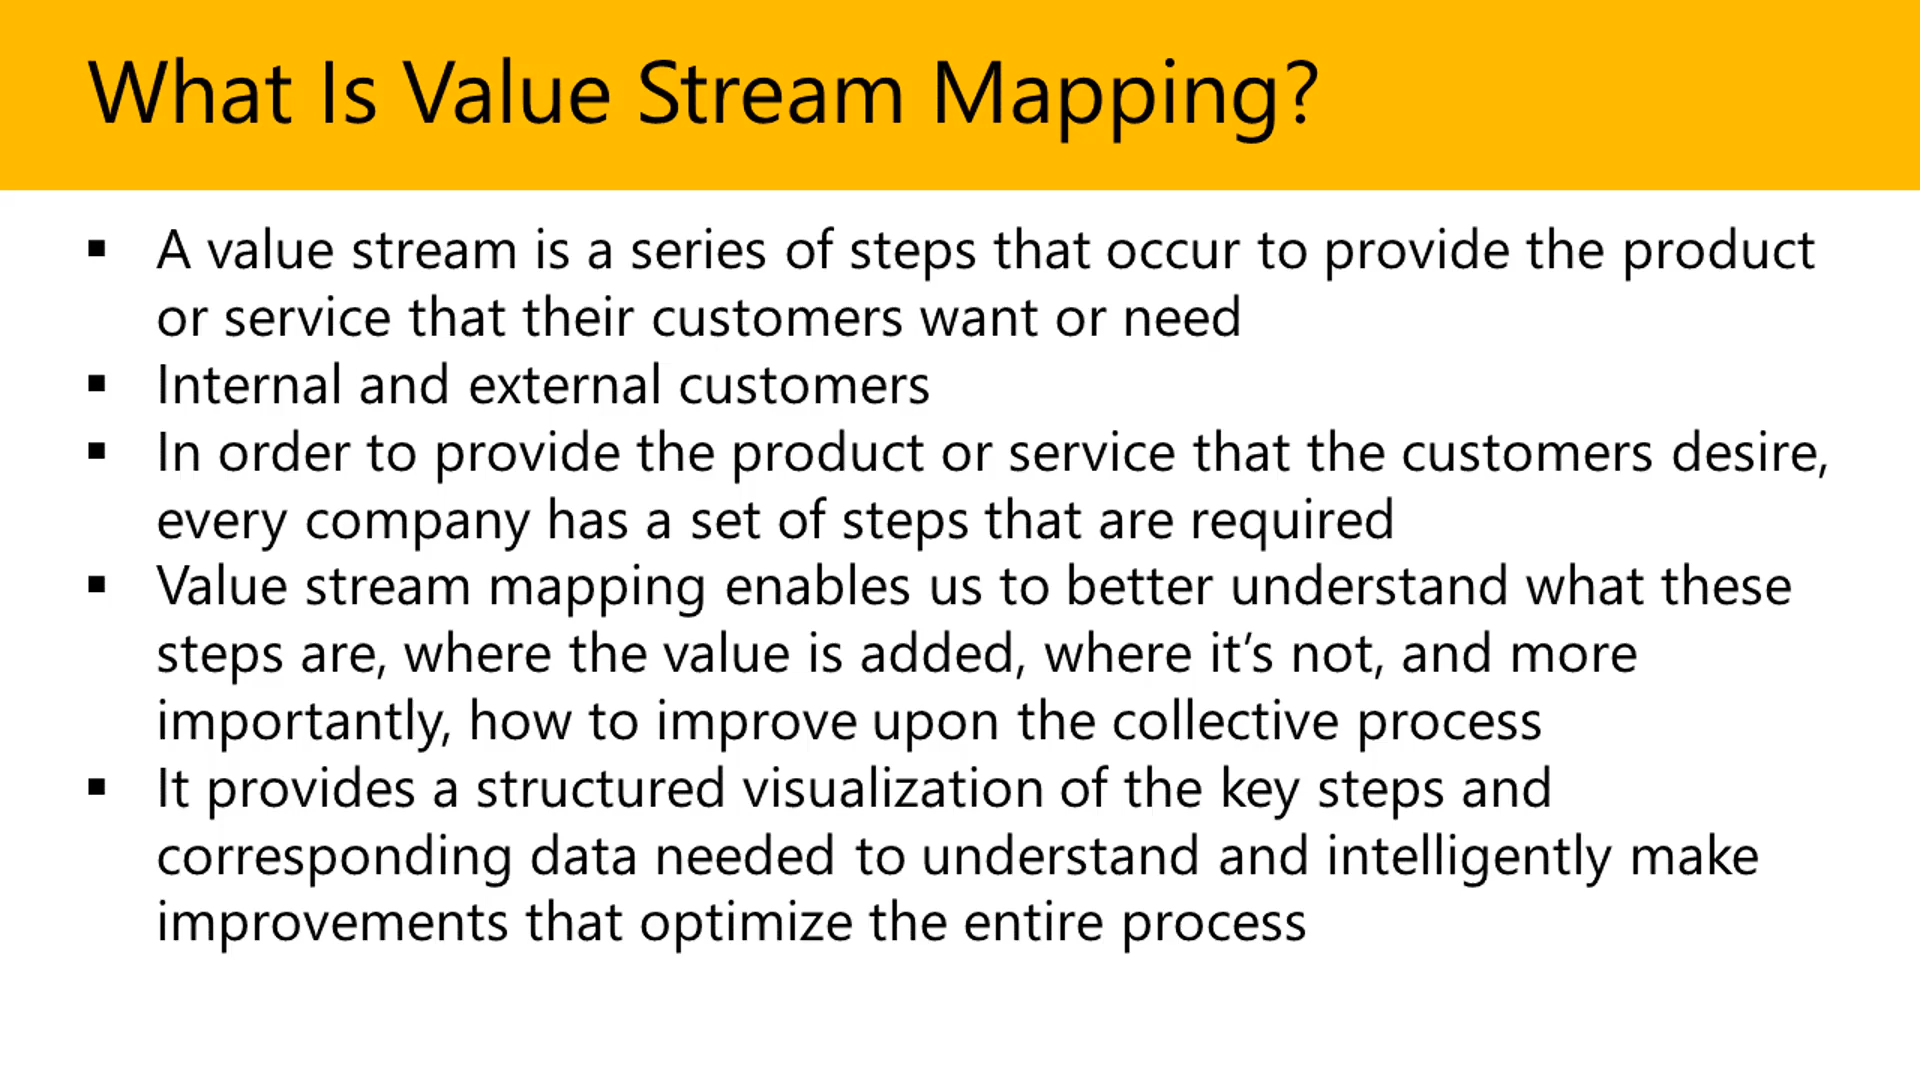 What Is Value Stream Mapping?
▪ A value stream is a series of steps that occur to provide the product
or service that their customers want or need
▪ Internal and external customers
▪ In order to provide the product or service that the customers desire,
every company has a set of steps that are required
▪ Value stream mapping enables us to better understand what these
steps are, where the value is added, where it’s not, and more
importantly, how to improve upon the collective process
▪ It provides a structured visualization of the key steps and
corresponding data needed to understand and intelligently make
improvements that optimize the entire process